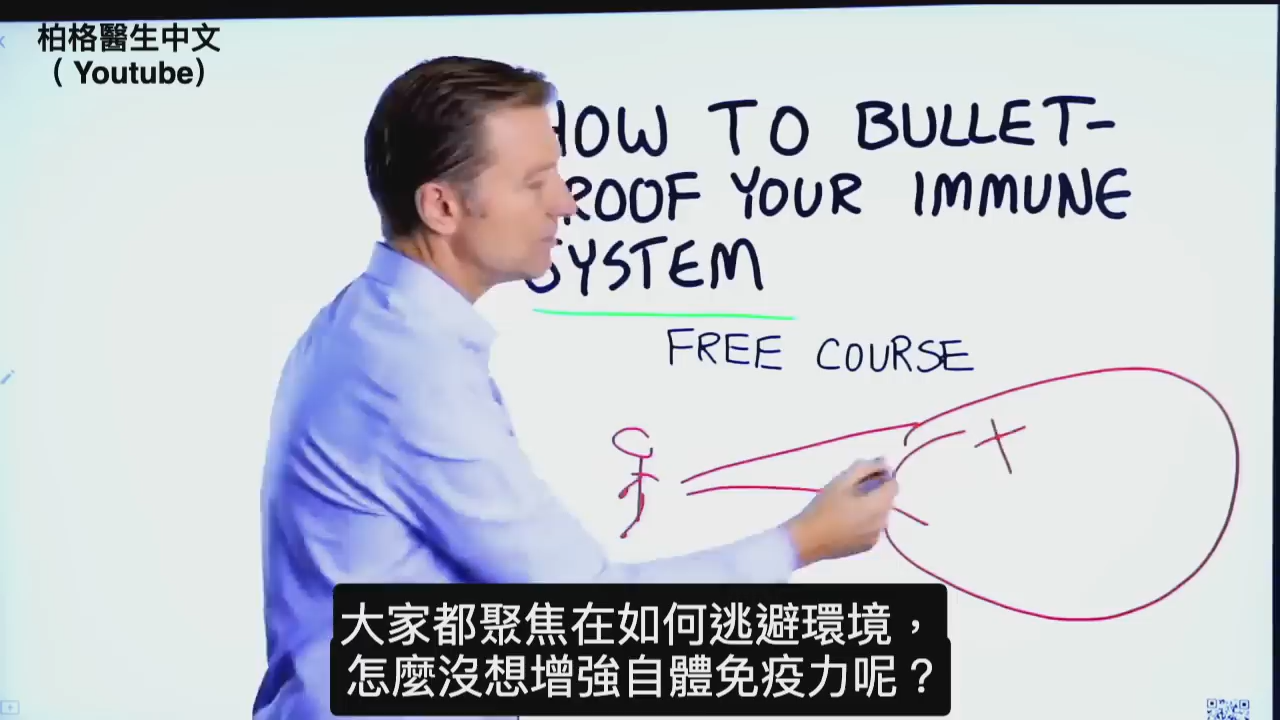 柏格醫生中文
（ Youtube）
HOW TO BULLET-
ROOF YOUR IMMUNE
SYSTEM
FREE COURSE
大家都聚焦在如何逃避環境，
怎麼沒想增強自體免疫力呢？